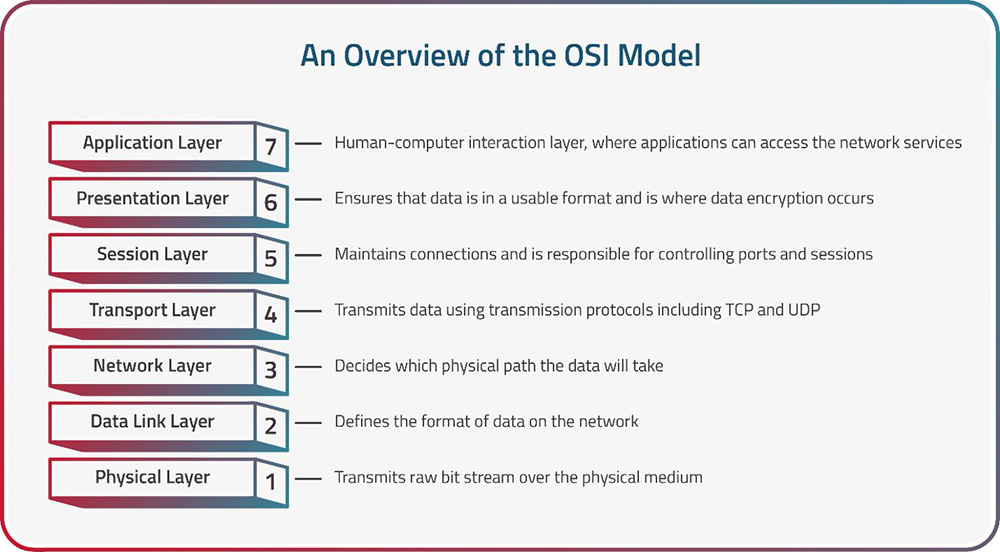 An Overview of the OSI Model
Application Layer 7 Human-computer interaction layer, where applications can access the network services
Presentation Layer 6 Ensures that data is in a usable format and is where data encryption occurs
Session Layer 5 Maintains connections and is responsible for controlling ports and sessions
Transport Layer 4 Transmits data using transmission protocols including TCP and UDP
Network Layer 3 Decides which physical path the data will take
Data Link Layer 2 Defines the format of data on the network
Physical Layer 1 Transmits raw bit stream over the physical medium